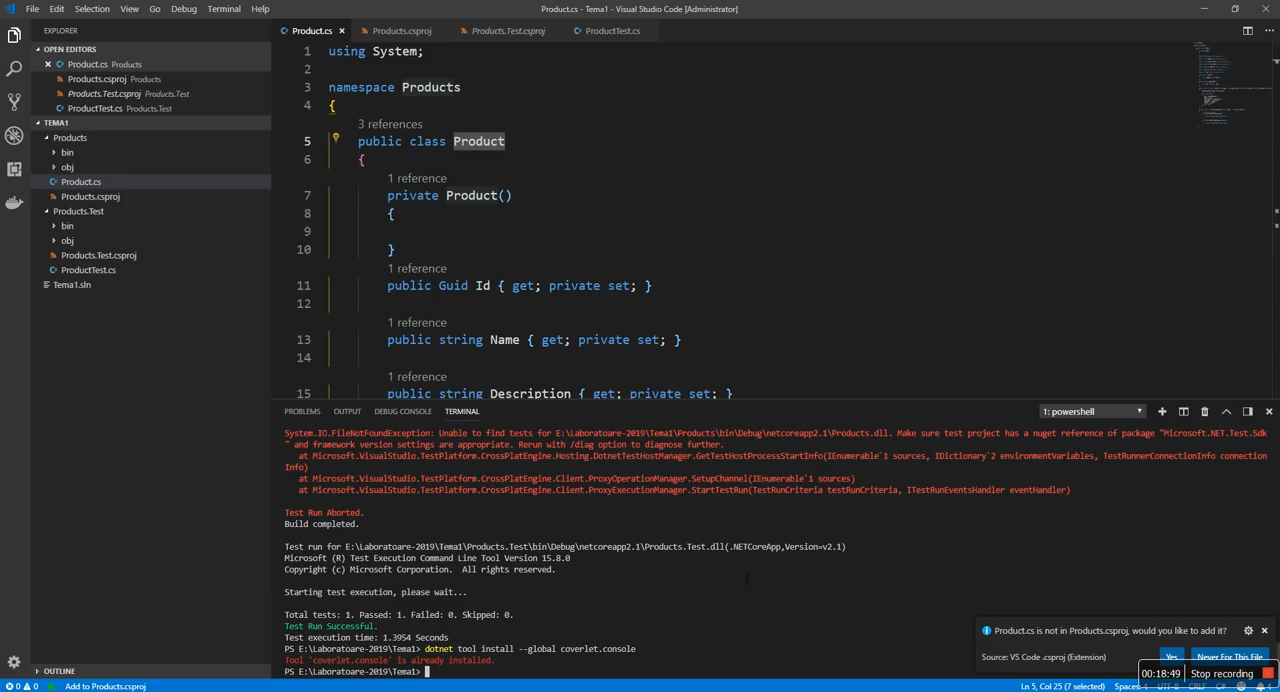 File Edit Selection View Go Debug Terminal Help
Product.cs - Tema1 - Visual Studio Code [Administrator]
EXPLORER
OPEN EDITORS
Product.cs Products
Products.csproj Products
Products.Test.csproj Products.Test
ProductTest.cs Products.Test
TEMA1
Products
bin
obj
Product.cs
Products.csproj
Products.Test
bin
obj
Products.Test.csproj
ProductTest.cs
Tema1.sln
OUTLINE
Product.cs Products.csproj Products.Test.csproj ProductTest.cs
1 using System;
2
3 namespace Products
4 {
3 references
5 public class Product
6 {
1 reference
7 private Product()
8 {
9
10 }
1 reference
11 public Guid Id { get; private set; }
12
1 reference
13 public string Name { get; private set; }
14
1 reference
15 public string Description { get; private set; }
PROBLEMS OUTPUT DEBUG CONSOLE TERMINAL 1: powershell
System.IO.FileNotFoundException: Unable to find tests for E:\Laboratoare-2019\Tema1\Products\bin\Debug\netcoreapp2.1\Products.dll. Make sure test project has a nuget reference of package "Microsoft.NET.Test.Sdk
" and framework version settings are appropriate. Rerun with /diag option to diagnose further.
at Microsoft.VisualStudio.TestPlatform.CrossPlatEngine.Hosting.DotnetTestHostManager.GetTestHostProcessStartInfo(IEnumerable`1 sources, IDictionary`2 environmentVariables, TestRunnerConnectionInfo connection
Info)
at Microsoft.VisualStudio.TestPlatform.CrossPlatEngine.Client.ProxyOperationManager.SetupChannel(IEnumerable`1 sources)
at Microsoft.VisualStudio.TestPlatform.CrossPlatEngine.Client.ProxyExecutionManager.StartTestRun(TestRunCriteria testRunCriteria, ITestRunEventsHandler eventHandler)
Test Run Aborted.
Build completed.
Test run for E:\Laboratoare-2019\Tema1\Products.Test\bin\Debug\netcoreapp2.1\Products.Test.dll(.NETCoreApp,Version=v2.1)
Microsoft (R) Test Execution Command Line Tool Version 15.8.0
Copyright (c) Microsoft Corporation. All rights reserved.
Starting test execution, please wait...
Total tests: 1. Passed: 1. Failed: 0. Skipped: 0.
Test Run Successful.
Test execution time: 1.3954 Seconds
PS E:\Laboratoare-2019\Tema1> dotnet tool install --global coverlet.console
Tool 'coverlet.console' is already installed.
PS E:\Laboratoare-2019\Tema1>
Product.cs is not in Products.csproj, would you like to add it?
Source: VS Code .csproj (Extension) Yes Never For This File
00:18:49 Stop recording
0 0 Add to Products.csproj Ln 5, Col 25 (7 selected)